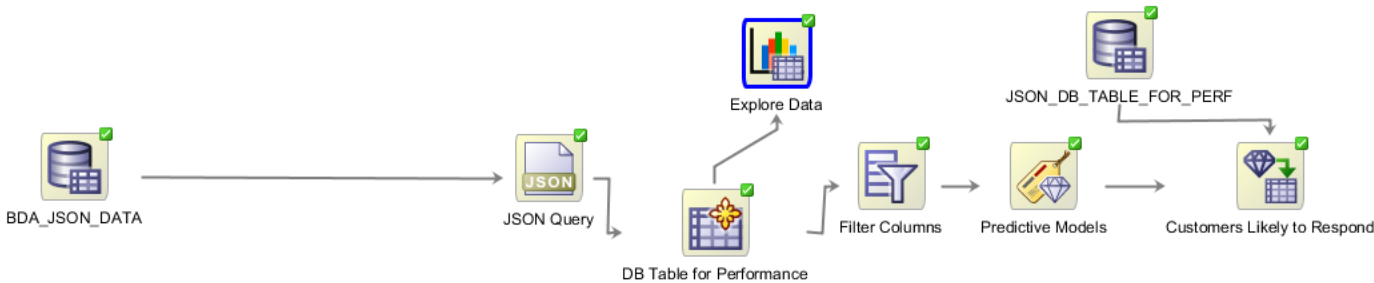 BDA_JSON_DATA
JSON
JSON Query
Explore Data
DB Table for Performance
Filter Columns
Predictive Models
JSON_DB_TABLE_FOR_PERF
Customers Likely to Respond